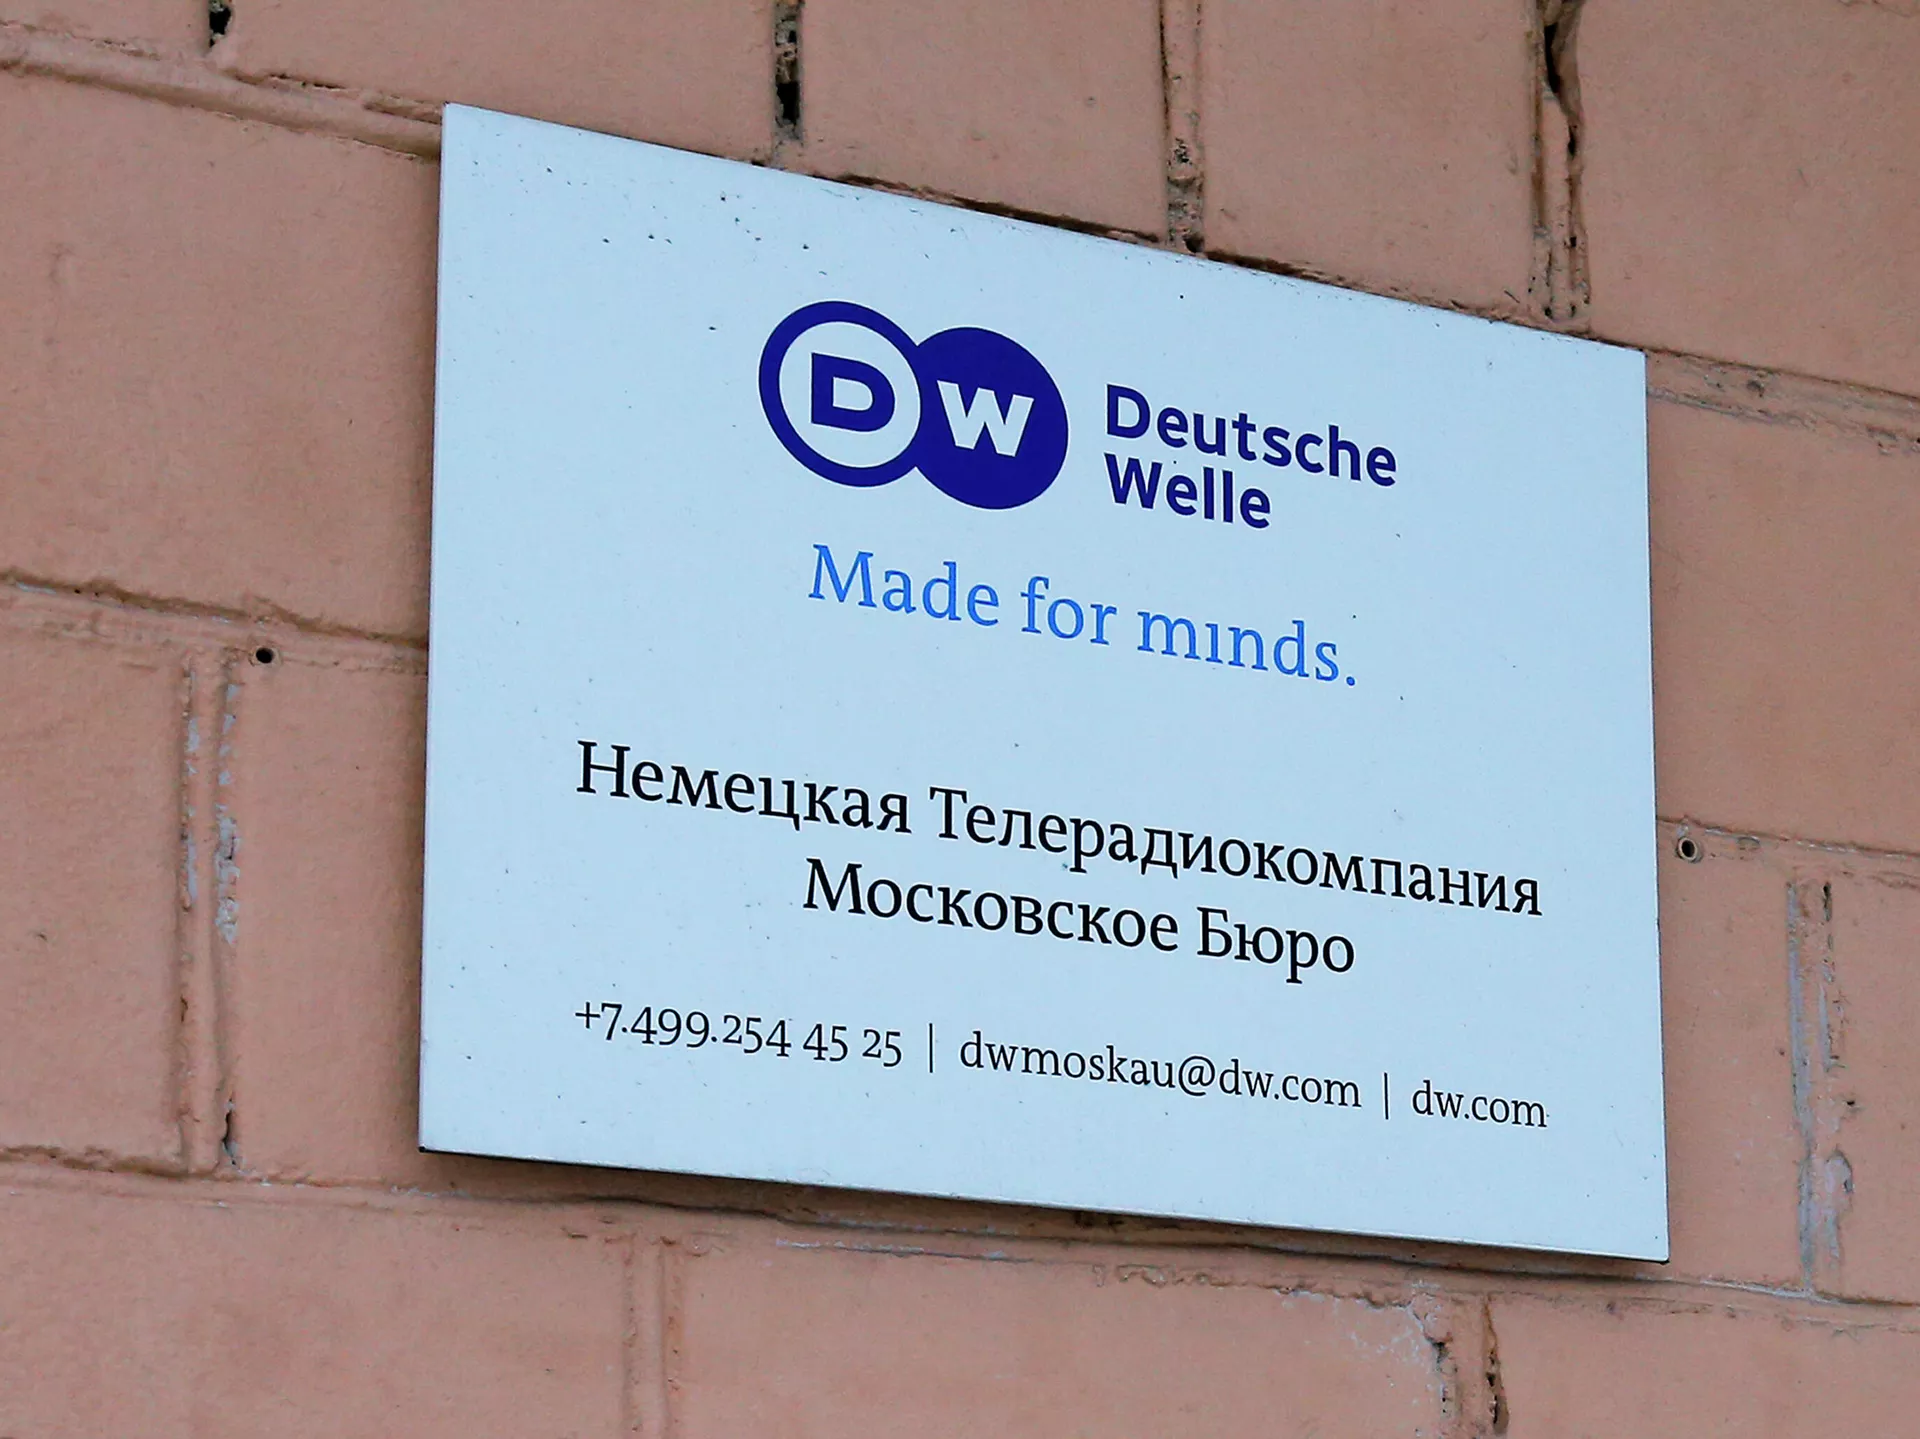 DW Deutsche
Welle
Made for minds.
Немецкая Телерадиокомпания
Московское Бюро
+7.499.254 45 25 | dwmoskau@dw.com | dw.com